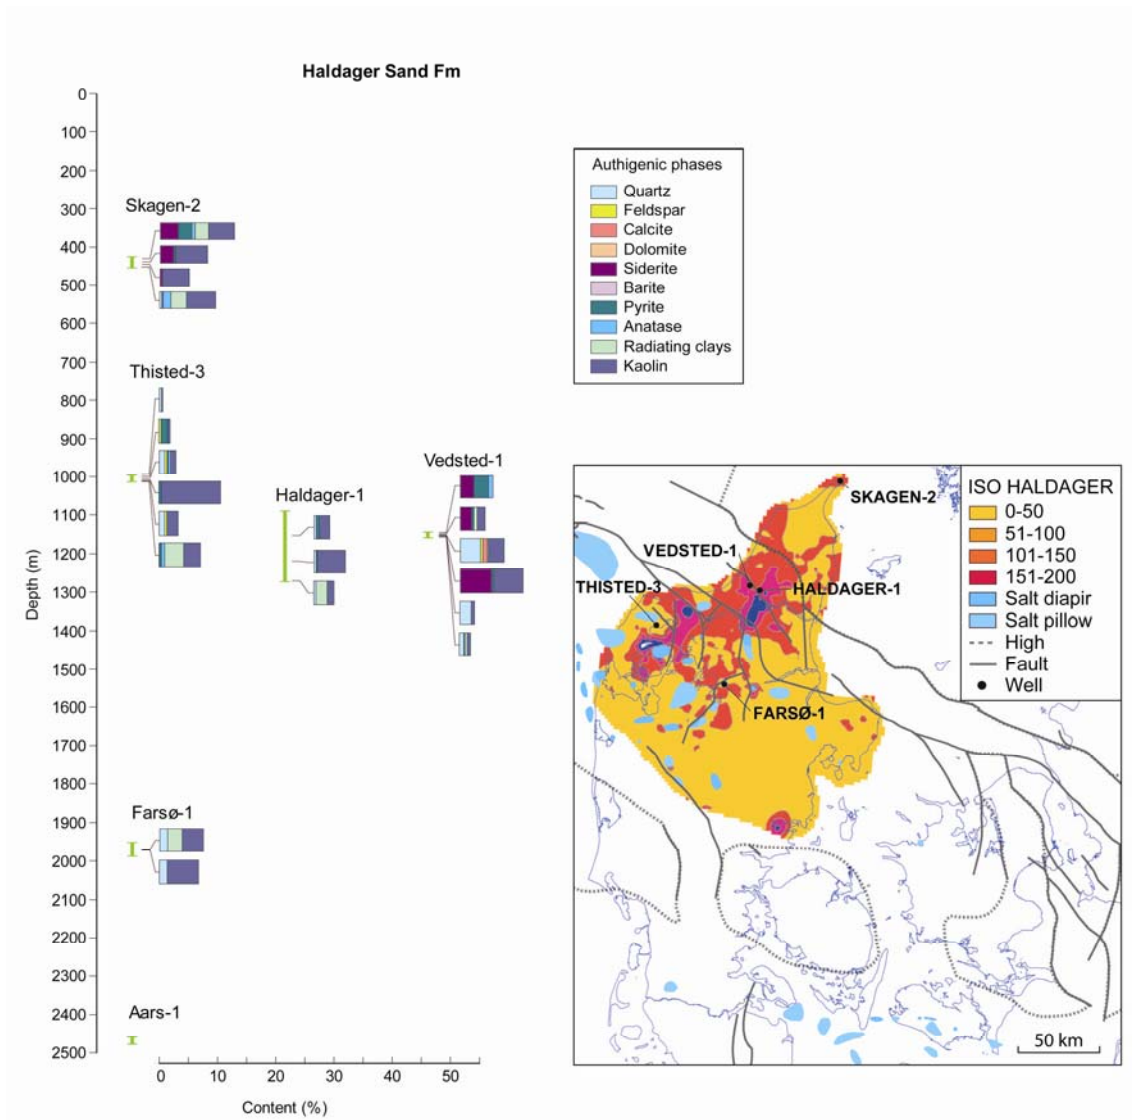 Haldager Sand Fm
Depth (m)
0
100
200
300
400
500
600
700
800
900
1000
1100
1200
1300
1400
1500
1600
1700
1800
1900
2000
2100
2200
2300
2400
2500
Skagen-2
Thisted-3
Haldager-1
Vedsted-1
Farsø-1
Aars-1
0 10 20 30 40 50
Content (%)
Authigenic phases
Quartz
Feldspar
Calcite
Dolomite
Siderite
Barite
Pyrite
Anatase
Radiating clays
Kaolin
SKAGEN-2
VEDSTED-1
THISTED-3
HALDAGER-1
FARSØ-1
ISO HALDAGER
0-50
51-100
101-150
151-200
Salt diapir
Salt pillow
High
Fault
Well
50 km